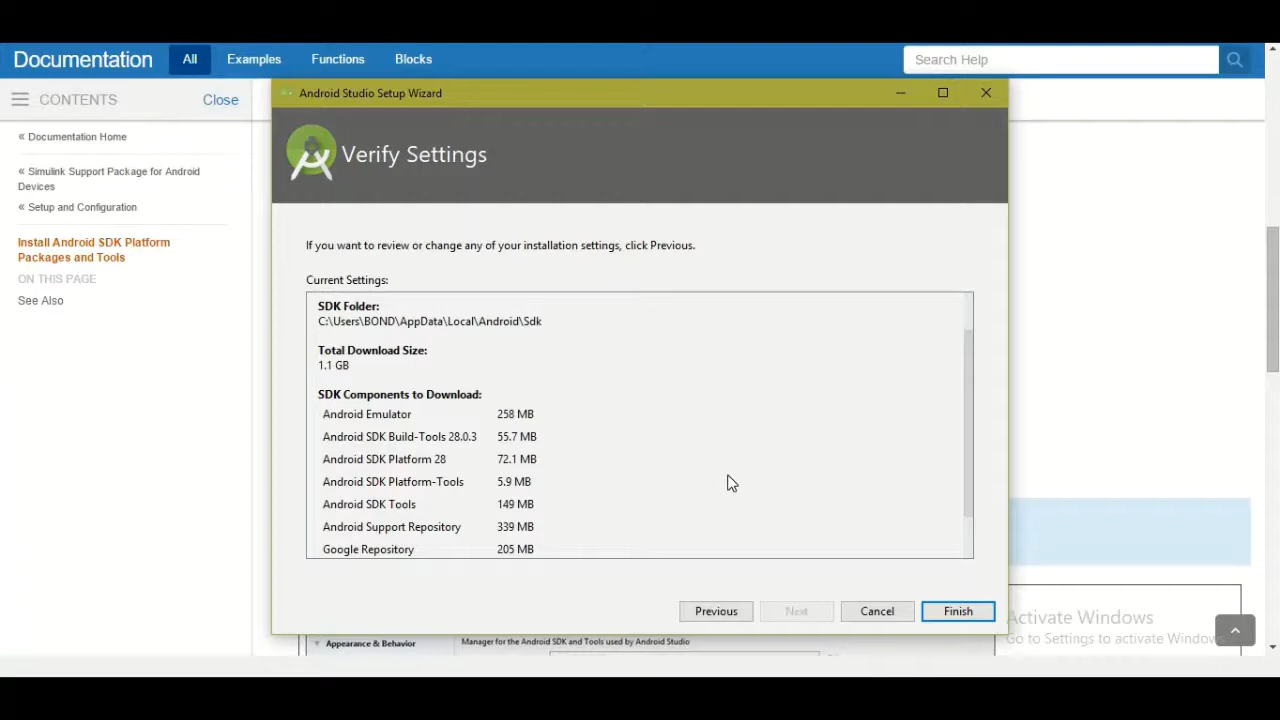 Documentation
All
Examples
Functions
Blocks
Search Help
CONTENTS
Close
« Documentation Home
« Simulink Support Package for Android
Devices
« Setup and Configuration
Install Android SDK Platform
Packages and Tools
ON THIS PAGE
See Also
Android Studio Setup Wizard
Verify Settings
If you want to review or change any of your installation settings, click Previous.
Current Settings:
SDK Folder:
C:\Users\BOND\AppData\Local\Android\Sdk
Total Download Size:
1.1 GB
SDK Components to Download:
Android Emulator 258 MB
Android SDK Build-Tools 28.0.3 55.7 MB
Android SDK Platform 28 72.1 MB
Android SDK Platform-Tools 5.9 MB
Android SDK Tools 149 MB
Android Support Repository 339 MB
Google Repository 205 MB
Previous
Next
Cancel
Finish
Activate Windows
Go to Settings to activate Windows.
Appearance & Behavior
Manager for the Android SDK and Tools used by Android Studio